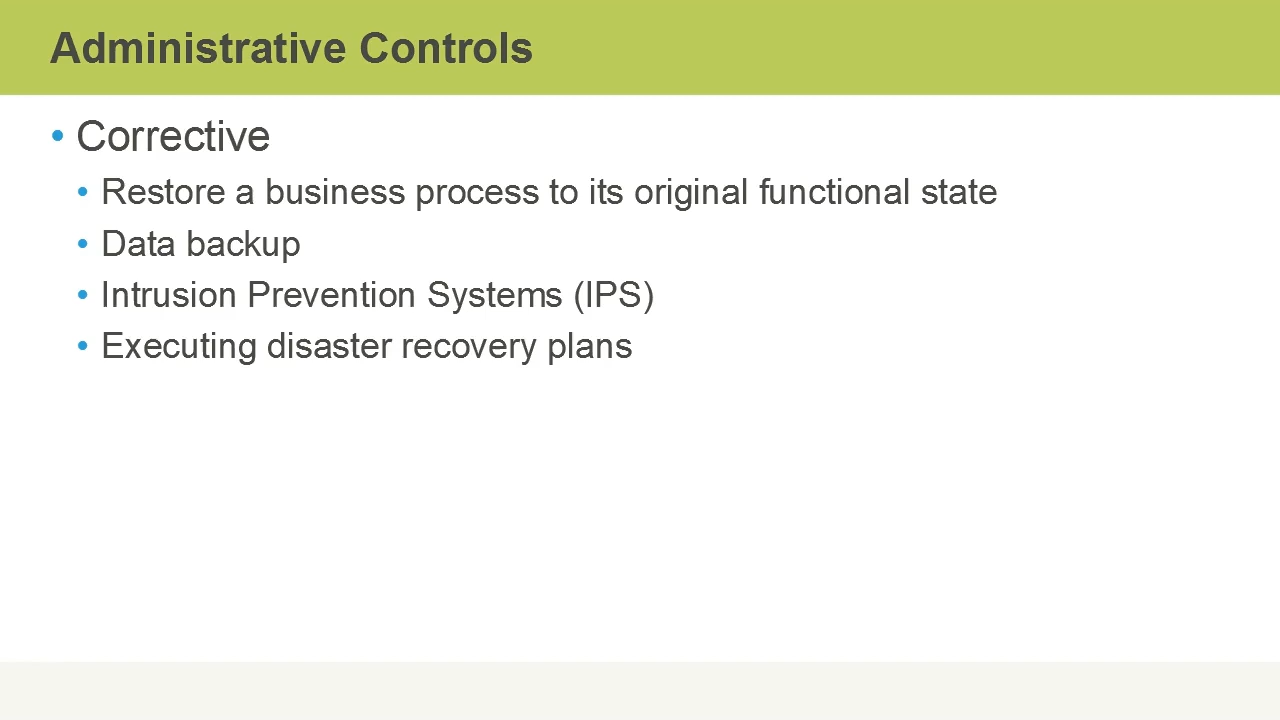 Administrative Controls
• Corrective
• Restore a business process to its original functional state
• Data backup
• Intrusion Prevention Systems (IPS)
• Executing disaster recovery plans